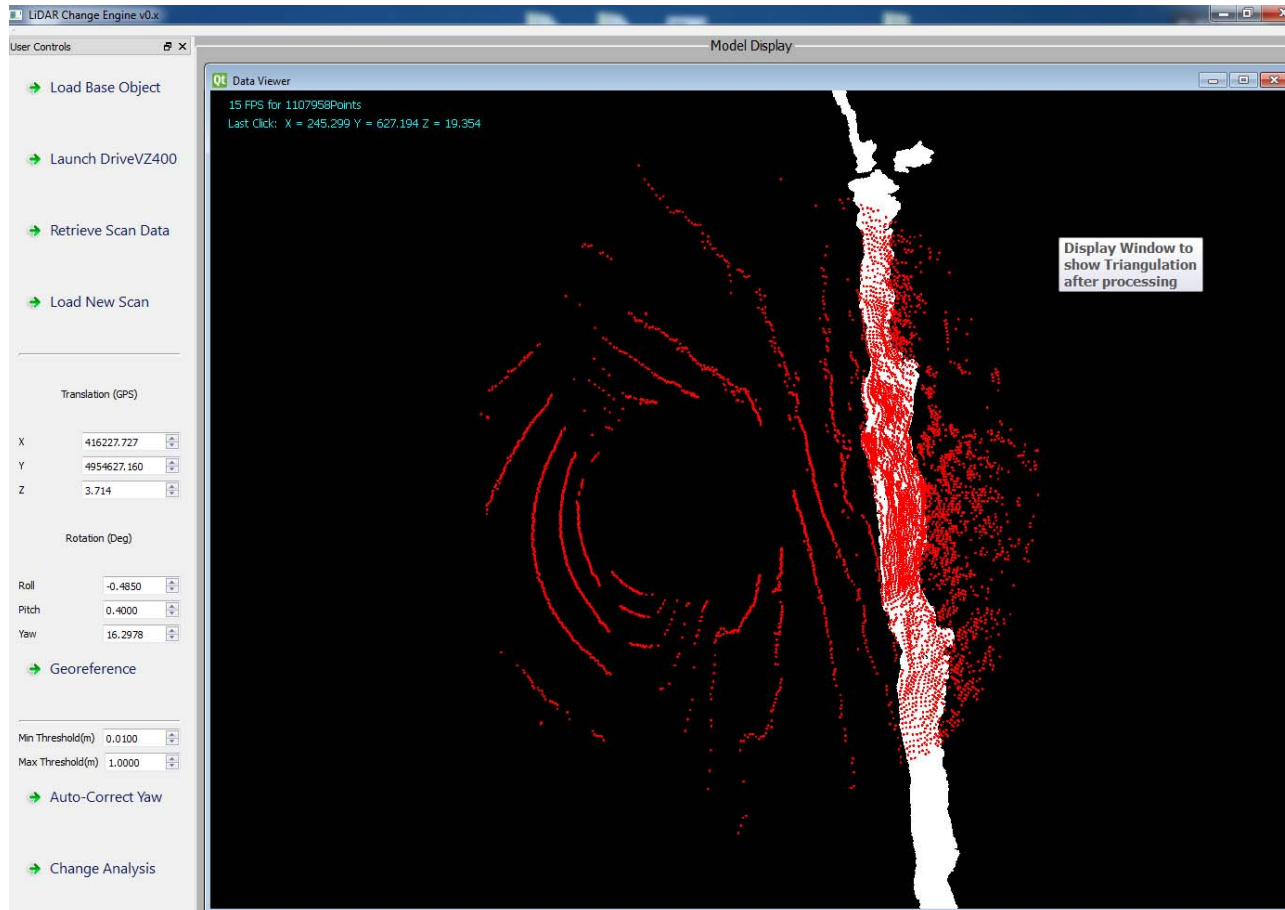 LiDAR Change Engine v0.x
User Controls
Model Display
Load Base Object
Launch DriveVZ400
Retrieve Scan Data
Load New Scan
Translation (GPS)
X 416227.727
Y 4954627.160
Z 3.714
Rotation (Deg)
Roll -0.4850
Pitch 0.4000
Yaw 16.2978
Georeference
Min Threshold(m) 0.0100
Max Threshold(m) 1.0000
Auto-Correct Yaw
Change Analysis
Qt Data Viewer
15 FPS for 1107958Points
Last Click: X = 245.299 Y = 627.194 Z = 19.354
Display Window to
show Triangulation
after processing